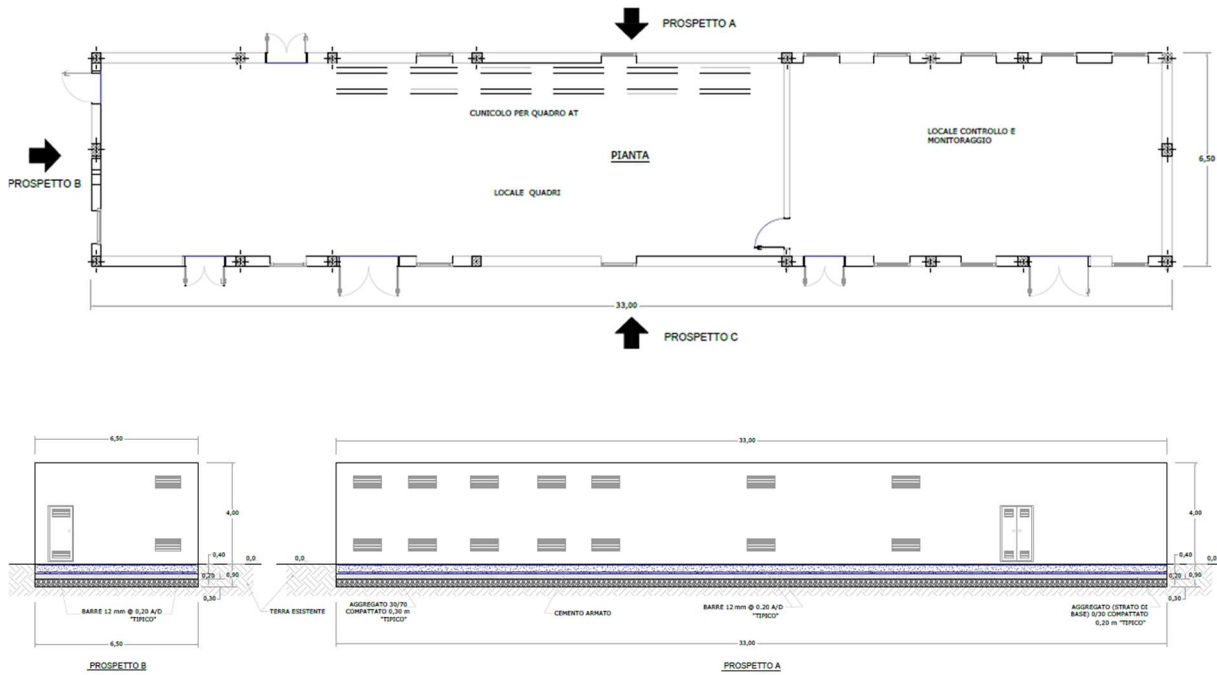 PROSPETTO A
CUNICOLO PER QUADRO AT
LOCALE CONTROLLO E
MONITORAGGIO
PIANTA
6,50
PROSPETTO B
LOCALE QUADRI
33,00
PROSPETTO C
6,50
33,00
4,00
4,00
0,40
0,0
0,0
0,40
0,0
0,20
0,90
0,20
0,90
0,30
0,30
BARRE 12 mm @ 0,20 A/D
"TIPICO"
TERRA ESISTENTE
AGGREGATO 30/70
COMPATTATO 0,30 m
"TIPICO"
CEMENTO ARMATO
BARRE 12 mm @ 0.20 A/D
"TIPICO"
AGGREGATO (STRATO DI
BASE) 0/30 COMPATTATO
0,20 m "TIPICO"
6,50
33,00
PROSPETTO B
PROSPETTO A